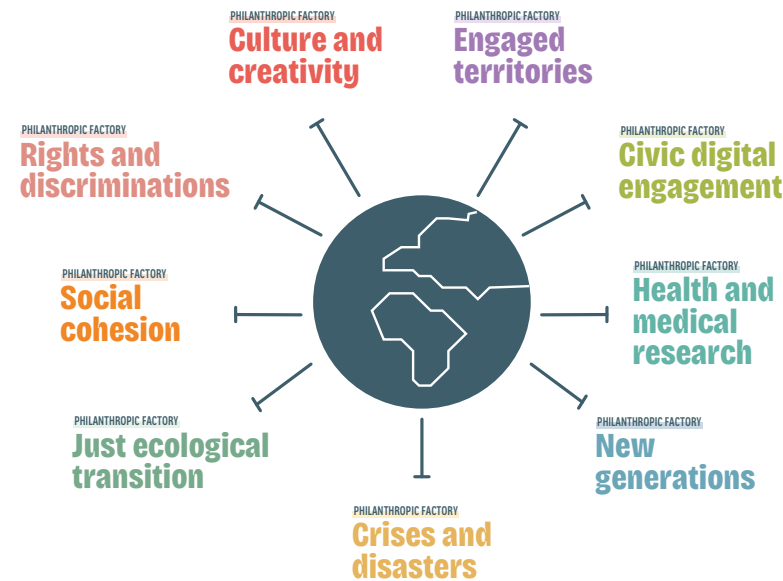 PHILANTHROPIC FACTORY
Culture and
creativity
PHILANTHROPIC FACTORY
Engaged
territories
PHILANTHROPIC FACTORY
Rights and
discriminations
PHILANTHROPIC FACTORY
Civic digital
engagement
PHILANTHROPIC FACTORY
Social
cohesion
PHILANTHROPIC FACTORY
Health and
medical
research
PHILANTHROPIC FACTORY
Just ecological
transition
PHILANTHROPIC FACTORY
New
generations
PHILANTHROPIC FACTORY
Crises and
disasters